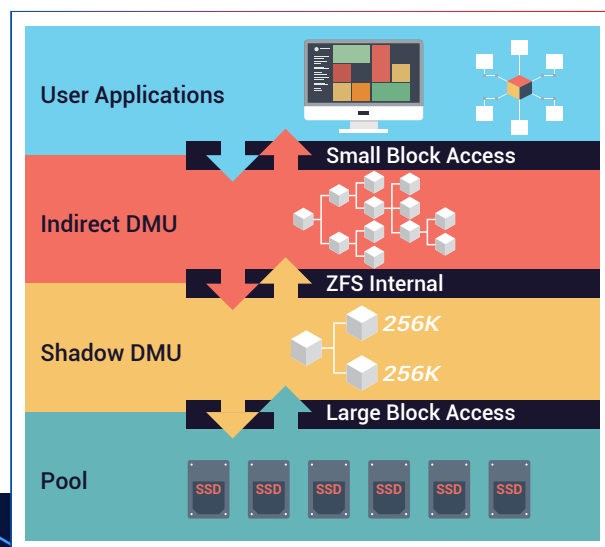 User Applications
Small Block Access
Indirect DMU
ZFS Internal
Shadow DMU
256K
256K
Large Block Access
Pool
SSD SSD SSD SSD SSD SSD